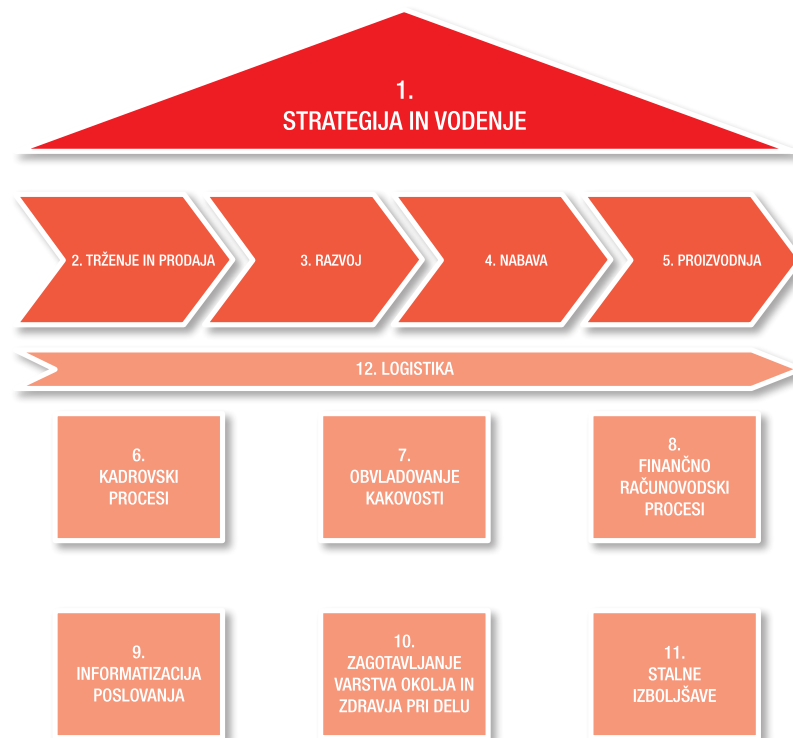 1.
STRATEGIJA IN VODENJE
2. TRŽENJE IN PRODAJA
3. RAZVOJ
4. NABAVA
5. PROIZVODNJA
12. LOGISTIKA
6.
KADROVSKI
PROCESI
7.
OBVLADOVANJE
KAKOVOSTI
8.
FINANČNO
RAČUNOVODSKI
PROCESI
9.
INFORMATIZACIJA
POSLOVANJA
10.
ZAGOTAVLJANJE
VARSTVA OKOLJA IN
ZDRAVJA PRI DELU
11.
STALNE
IZBOLJŠAVE